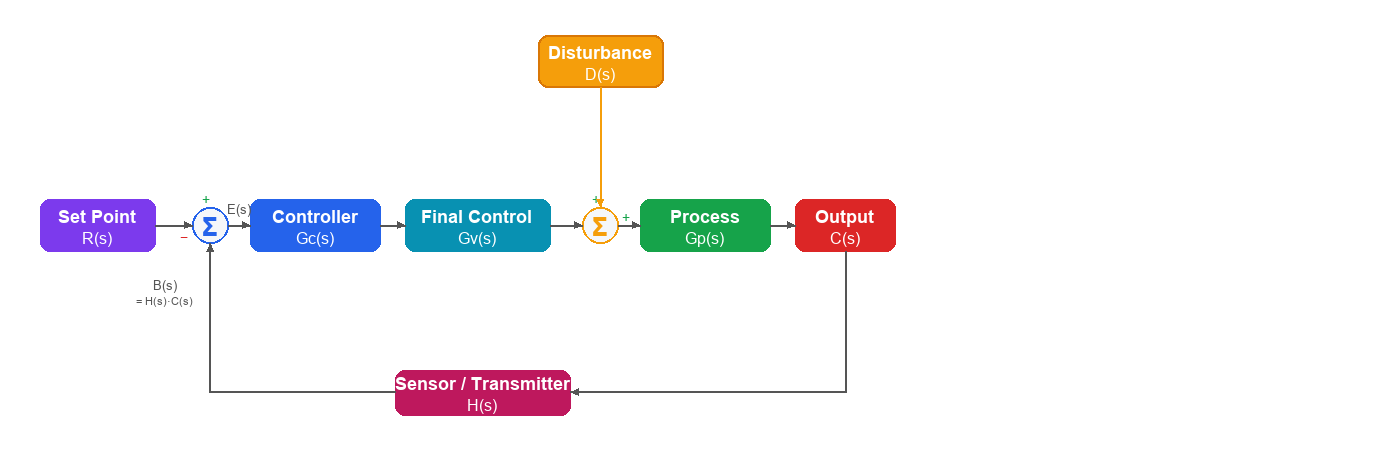 Disturbance
D(s)
Set Point
R(s)
+
−
Σ
E(s)
Controller
Gc(s)
Final Control
Gv(s)
+
Σ
+
Process
Gp(s)
Output
C(s)
B(s)
= H(s)·C(s)
Sensor / Transmitter
H(s)